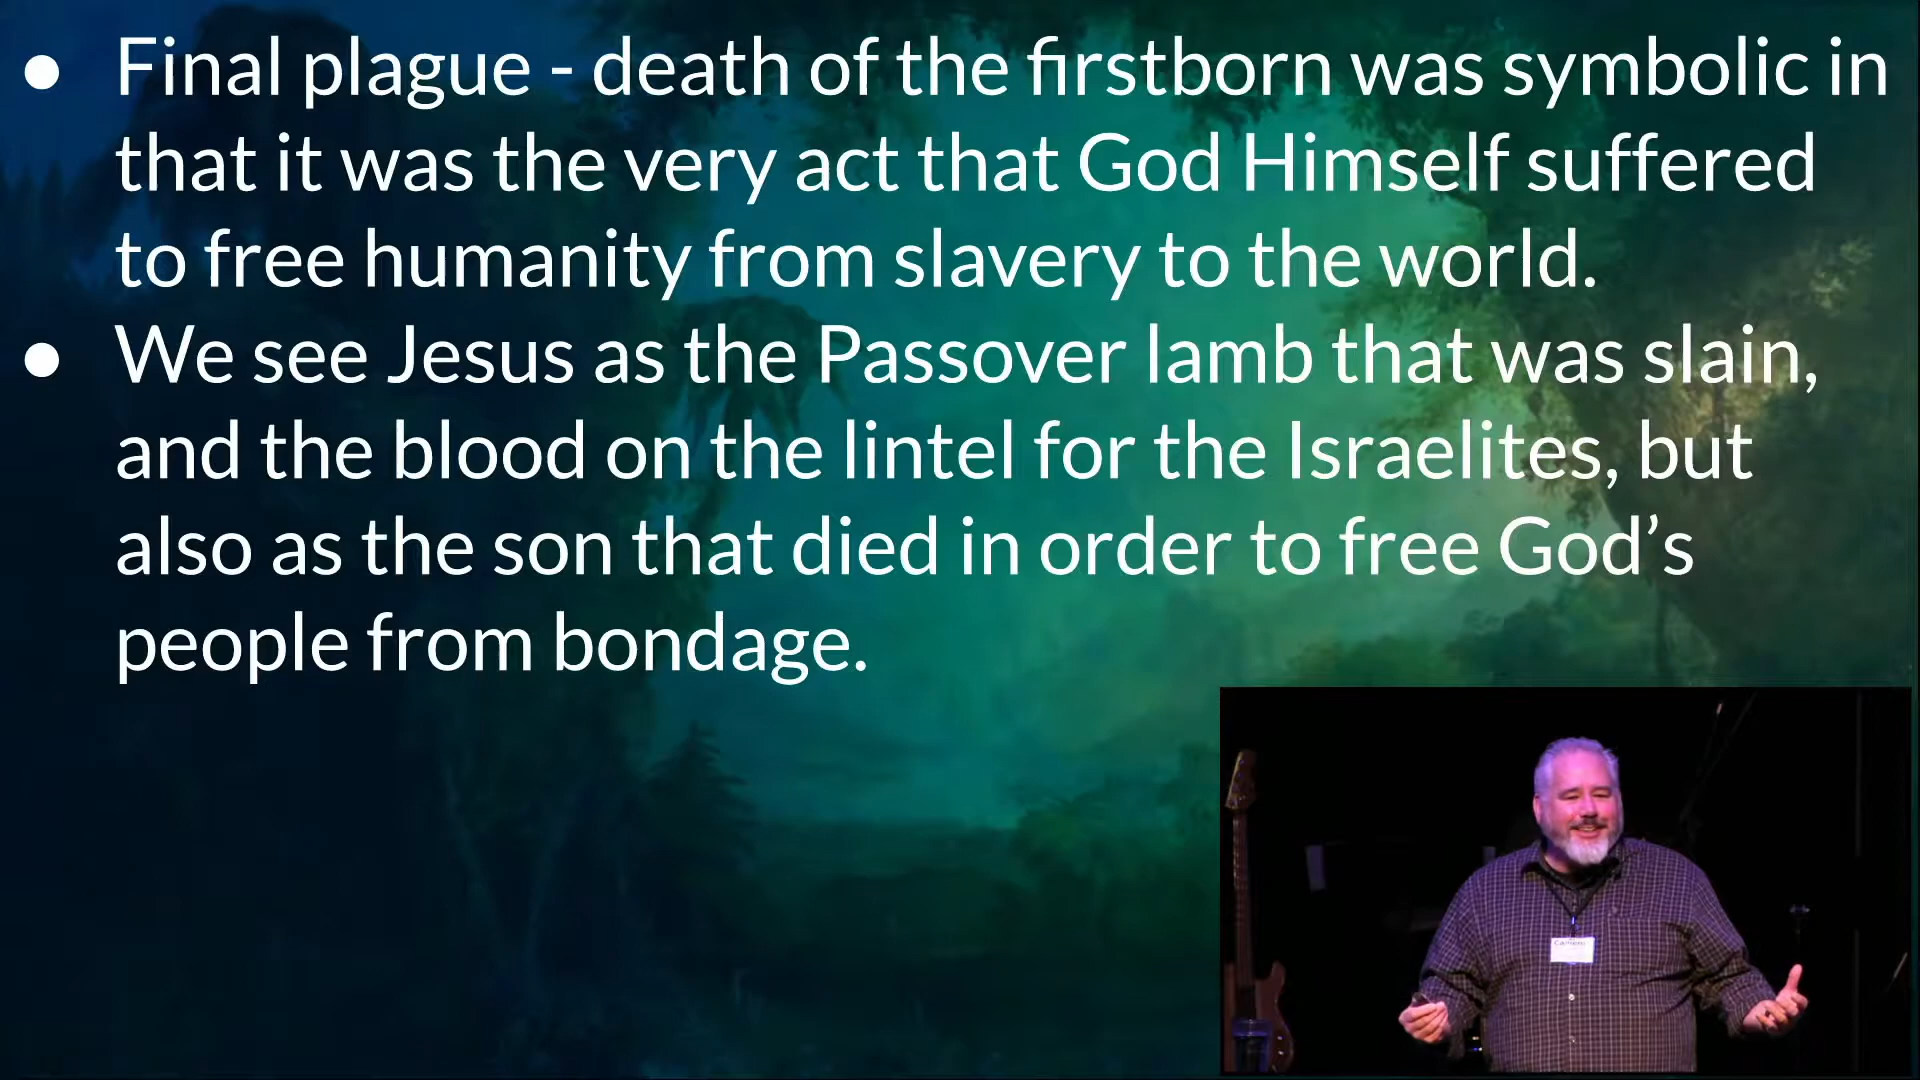 ● Final plague - death of the firstborn was symbolic in
that it was the very act that God Himself suffered
to free humanity from slavery to the world.
● We see Jesus as the Passover lamb that was slain,
and the blood on the lintel for the Israelites, but
also as the son that died in order to free God’s
people from bondage.